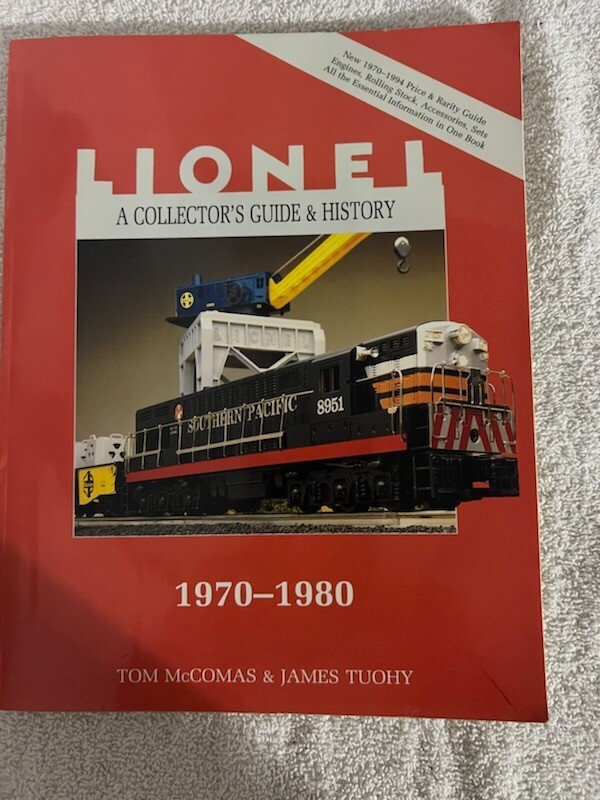 New 1970–1994 Price & Rarity Guide
Engines, Rolling Stock, Accessories, Sets
All the Essential Information in One Book
LIONEL
A COLLECTOR'S GUIDE & HISTORY
LIONEL
SOUTHERN PACIFIC
8951
1970–1980
TOM McCOMAS & JAMES TUOHY